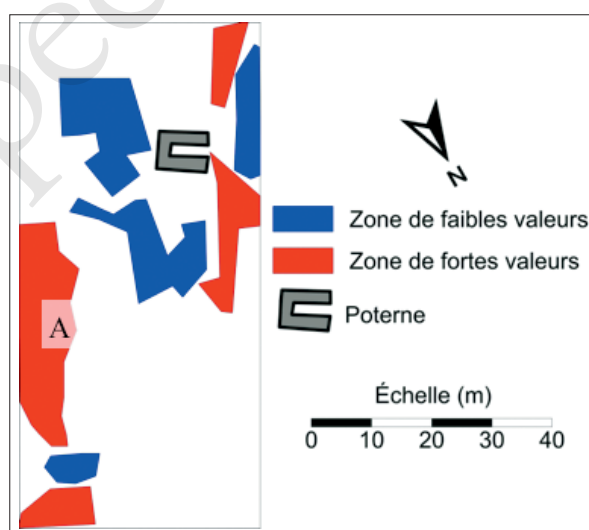 A
N
Zone de faibles valeurs
Zone de fortes valeurs
Poterne
Échelle (m)
0 10 20 30 40